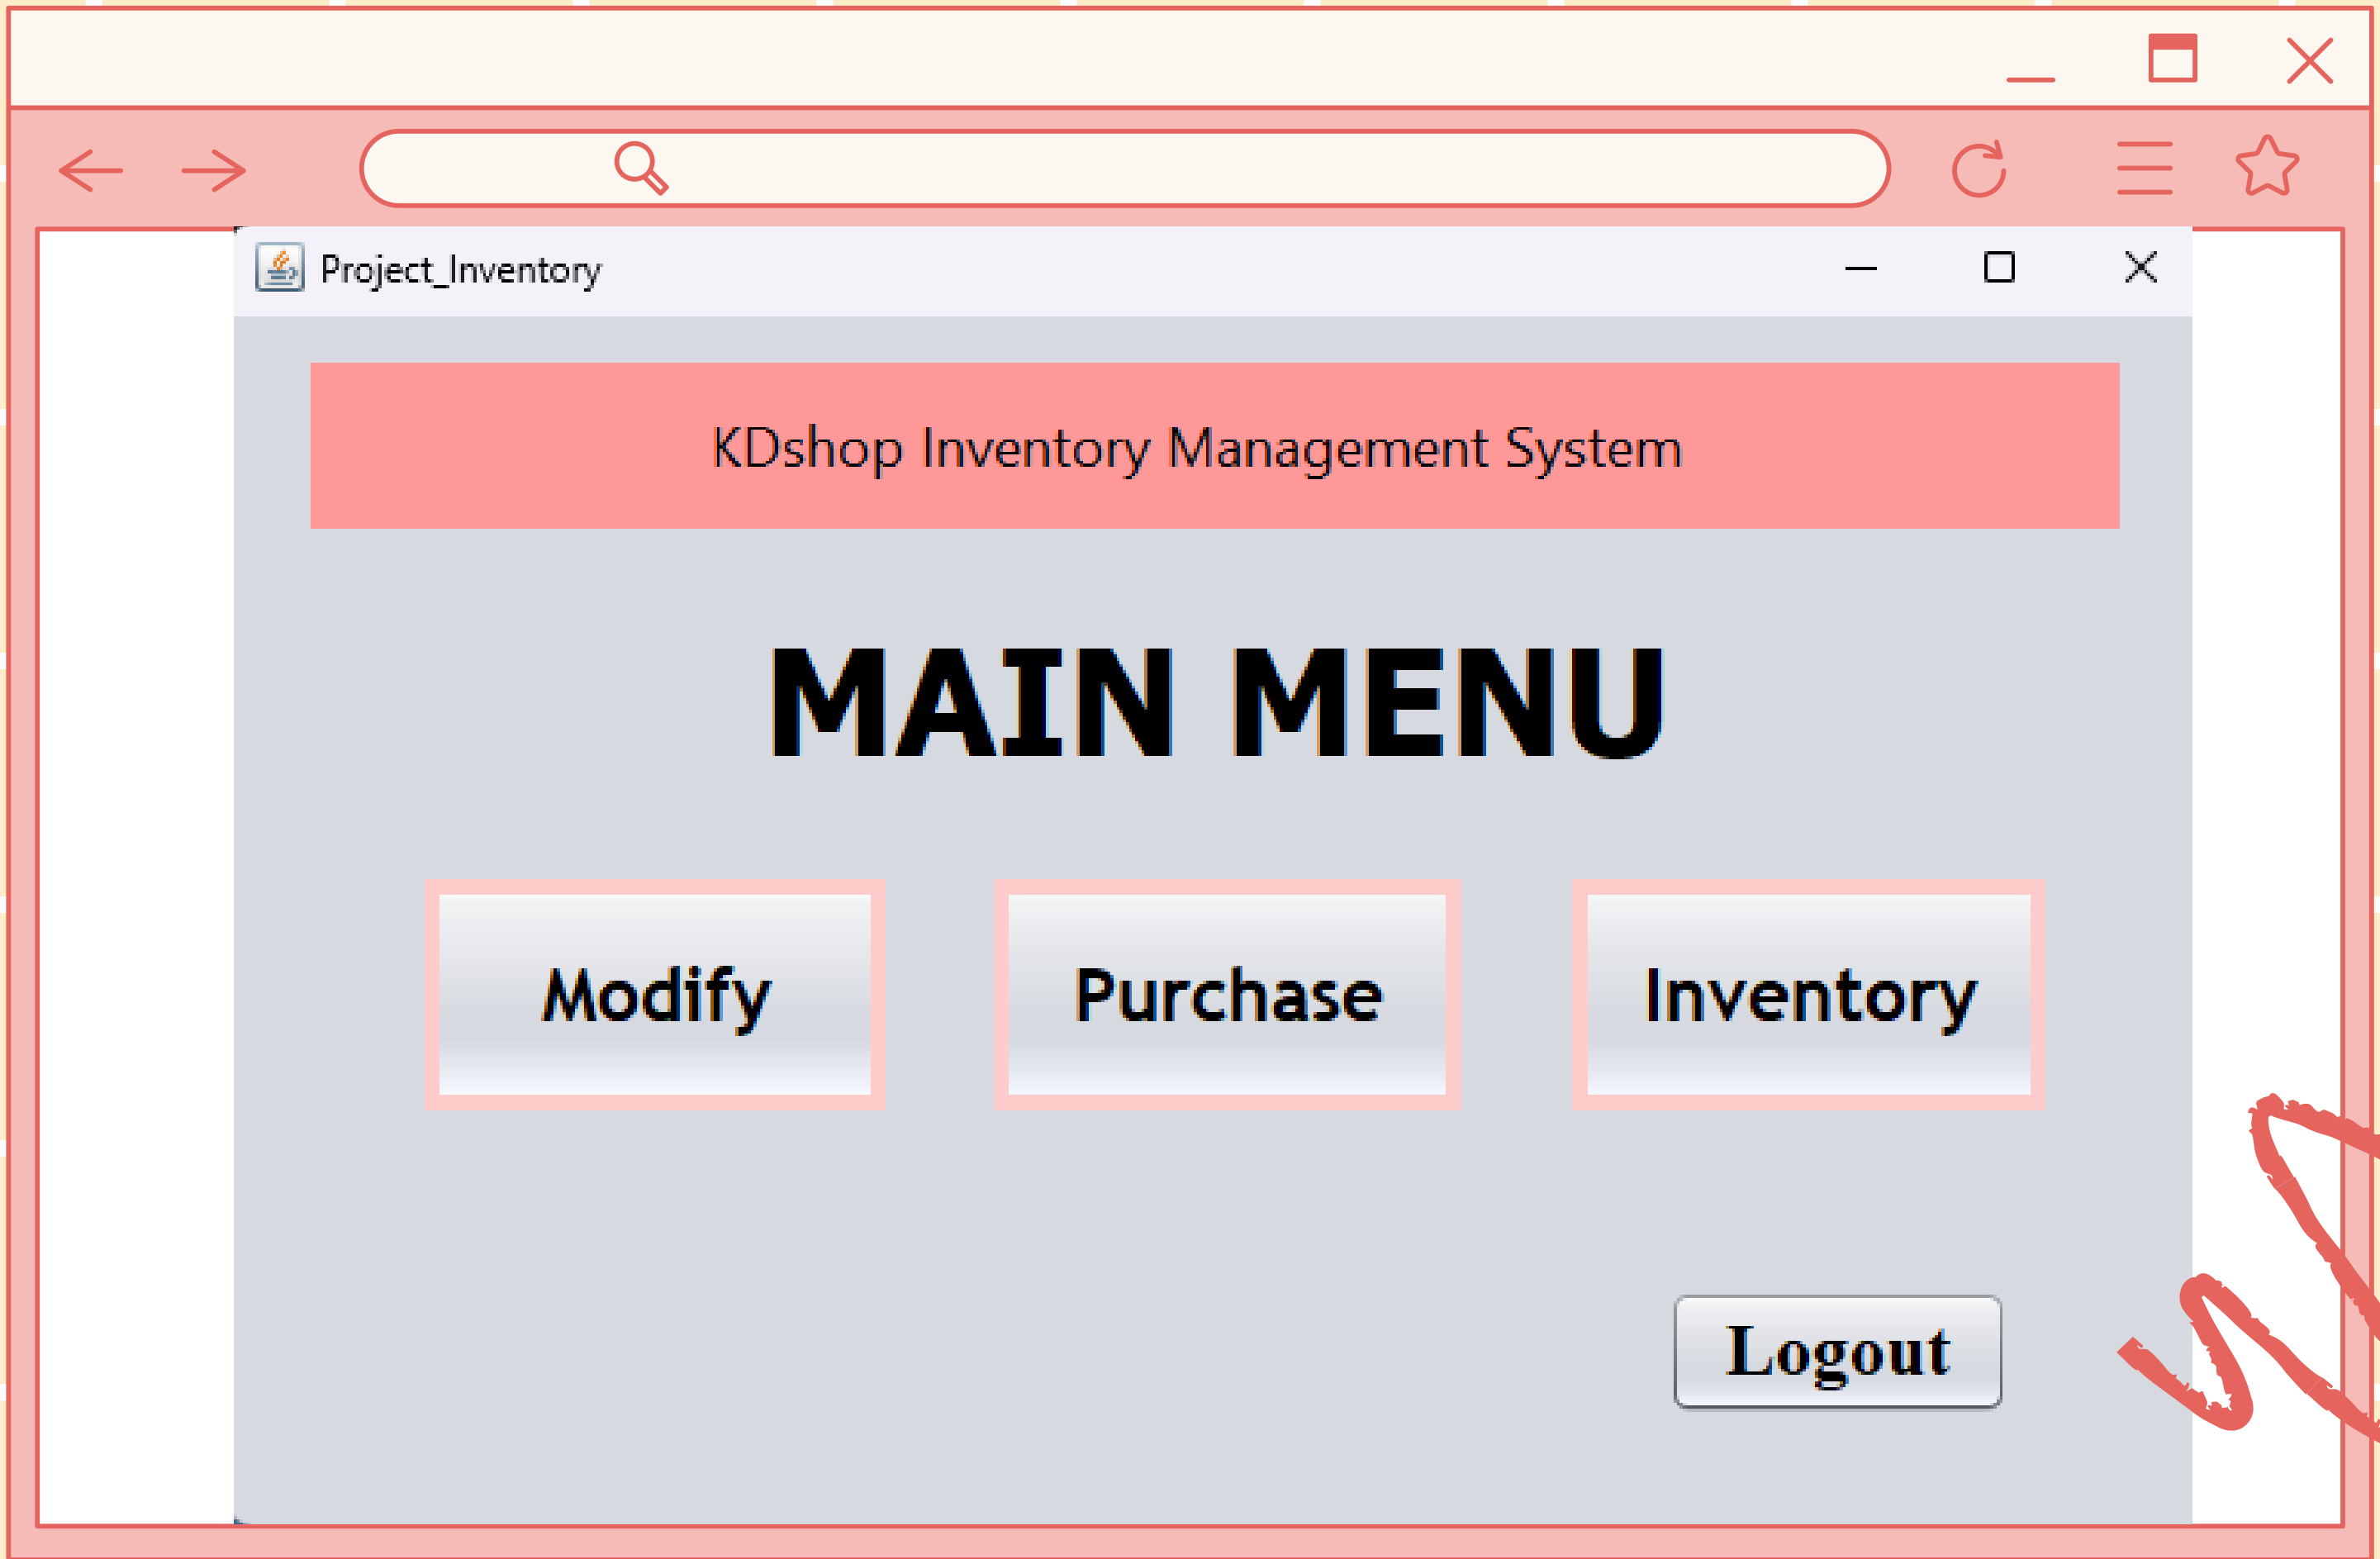 Project_Inventory
KDshop Inventory Management System
MAIN MENU
Modify
Purchase
Inventory
Logout